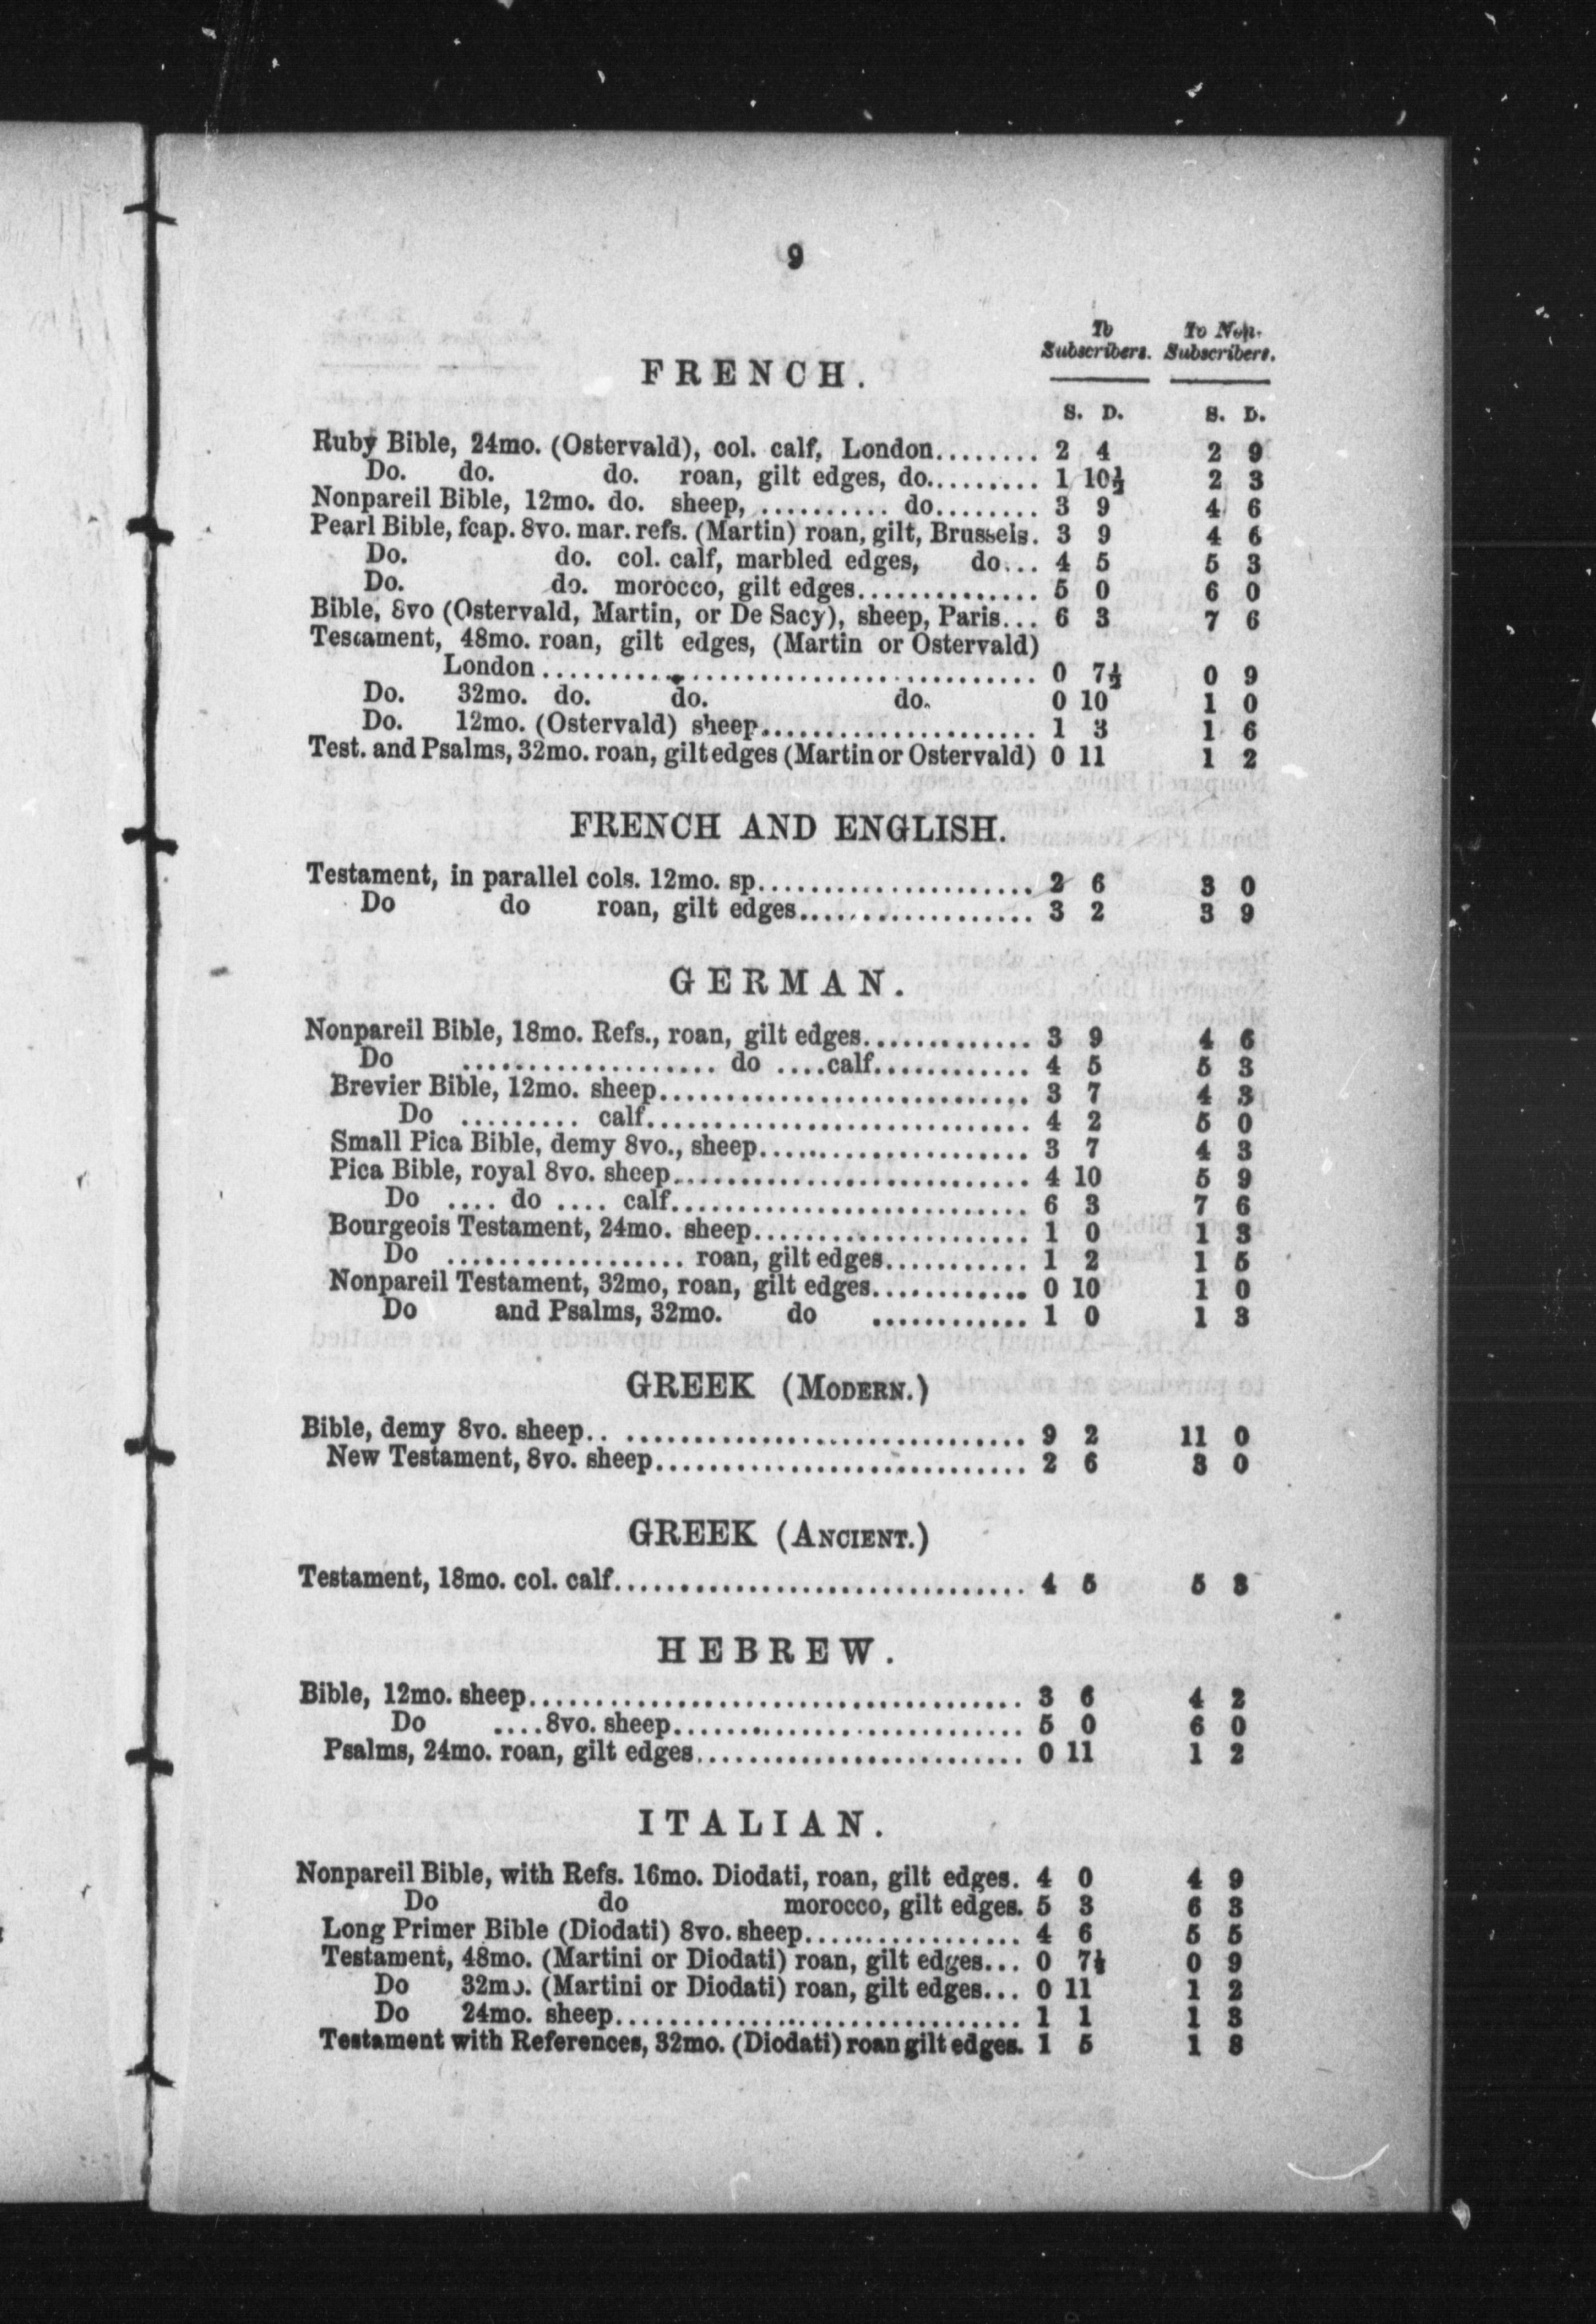 9
To To Non-
Subscribers. Subscribers.
FRENCH.
S. D. S. D.
Ruby Bible, 24mo. (Ostervald), col. calf, London........ 2 4 2 9
Do. do. do. roan, gilt edges, do......... 1 10½ 2 3
Nonpareil Bible, 12mo. do. sheep, .......... do........ 3 9 4 6
Pearl Bible, fcap. 8vo. mar. refs. (Martin) roan, gilt, Brussels. 3 9 4 6
Do. do. col. calf, marbled edges, do... 4 5 5 3
Do. do. morocco, gilt edges.............. 5 0 6 0
Bible, 8vo (Ostervald, Martin, or De Sacy), sheep, Paris... 6 3 7 6
Testament, 48mo. roan, gilt edges, (Martin or Ostervald)
London..................................... 0 7½ 0 9
Do. 32mo. do. do. do. 0 10 1 0
Do. 12mo. (Ostervald) sheep..................... 1 3 1 6
Test. and Psalms, 32mo. roan, gilt edges (Martin or Ostervald) 0 11 1 2
FRENCH AND ENGLISH.
Testament, in parallel cols. 12mo. sp..................... 2 6 3 0
Do do roan, gilt edges.................. 3 2 3 9
GERMAN.
Nonpareil Bible, 18mo. Refs., roan, gilt edges............. 3 9 4 6
Do ................... do ....calf............ 4 5 5 3
Brevier Bible, 12mo. sheep............................ 3 7 4 3
Do ......... calf............................. 4 2 5 0
Small Pica Bible, demy 8vo., sheep.................... 3 7 4 3
Pica Bible, royal 8vo. sheep........................... 4 10 5 9
Do .... do .... calf........................... 6 3 7 6
Bourgeois Testament, 24mo. sheep..................... 1 0 1 3
Do .................. roan, gilt edges........... 1 2 1 5
Nonpareil Testament, 32mo, roan, gilt edges............ 0 10 1 0
Do and Psalms, 32mo. do ............ 1 0 1 3
GREEK (Modern.)
Bible, demy 8vo. sheep.. .............................. 9 2 11 0
New Testament, 8vo. sheep............................ 2 6 3 0
GREEK (Ancient.)
Testament, 18mo. col. calf............................... 4 5 5 3
HEBREW.
Bible, 12mo. sheep..................................... 3 6 4 2
Do ....8vo. sheep.......................... 5 0 6 0
Psalms, 24mo. roan, gilt edges......................... 0 11 1 2
ITALIAN.
Nonpareil Bible, with Refs. 16mo. Diodati, roan, gilt edges. 4 0 4 9
Do do morocco, gilt edges. 5 3 6 3
Long Primer Bible (Diodati) 8vo. sheep................ 4 6 5 5
Testament, 48mo. (Martini or Diodati) roan, gilt edges... 0 7½ 0 9
Do 32mo. (Martini or Diodati) roan, gilt edges... 0 11 1 2
Do 24mo. sheep.............................. 1 1 1 3
Testament with References, 32mo. (Diodati) roan gilt edges. 1 5 1 8